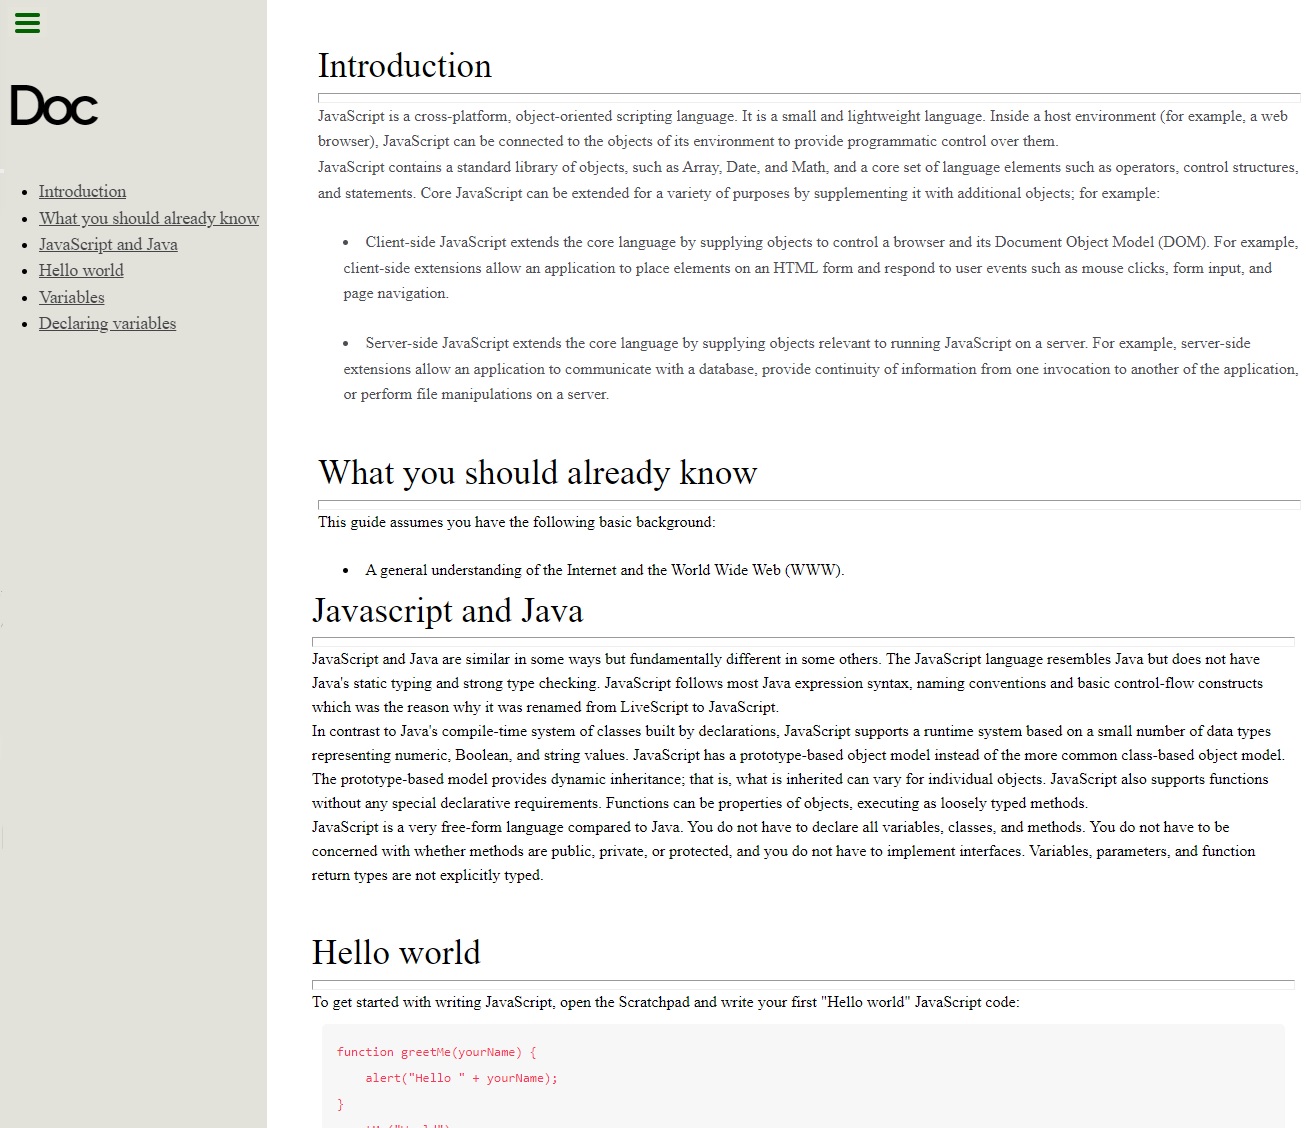 Doc
Introduction
What you should already know
JavaScript and Java
Hello world
Variables
Declaring variables
Introduction
JavaScript is a cross-platform, object-oriented scripting language. It is a small and lightweight language. Inside a host environment (for example, a web
browser), JavaScript can be connected to the objects of its environment to provide programmatic control over them.
JavaScript contains a standard library of objects, such as Array, Date, and Math, and a core set of language elements such as operators, control structures,
and statements. Core JavaScript can be extended for a variety of purposes by supplementing it with additional objects; for example:
• Client-side JavaScript extends the core language by supplying objects to control a browser and its Document Object Model (DOM). For example,
client-side extensions allow an application to place elements on an HTML form and respond to user events such as mouse clicks, form input, and
page navigation.
• Server-side JavaScript extends the core language by supplying objects relevant to running JavaScript on a server. For example, server-side
extensions allow an application to communicate with a database, provide continuity of information from one invocation to another of the application,
or perform file manipulations on a server.
What you should already know
This guide assumes you have the following basic background:
• A general understanding of the Internet and the World Wide Web (WWW).
Javascript and Java
JavaScript and Java are similar in some ways but fundamentally different in some others. The JavaScript language resembles Java but does not have
Java's static typing and strong type checking. JavaScript follows most Java expression syntax, naming conventions and basic control-flow constructs
which was the reason why it was renamed from LiveScript to JavaScript.
In contrast to Java's compile-time system of classes built by declarations, JavaScript supports a runtime system based on a small number of data types
representing numeric, Boolean, and string values. JavaScript has a prototype-based object model instead of the more common class-based object model.
The prototype-based model provides dynamic inheritance; that is, what is inherited can vary for individual objects. JavaScript also supports functions
without any special declarative requirements. Functions can be properties of objects, executing as loosely typed methods.
JavaScript is a very free-form language compared to Java. You do not have to declare all variables, classes, and methods. You do not have to be
concerned with whether methods are public, private, or protected, and you do not have to implement interfaces. Variables, parameters, and function
return types are not explicitly typed.
Hello world
To get started with writing JavaScript, open the Scratchpad and write your first "Hello world" JavaScript code:
function greetMe(yourName) {
alert("Hello " + yourName);
}